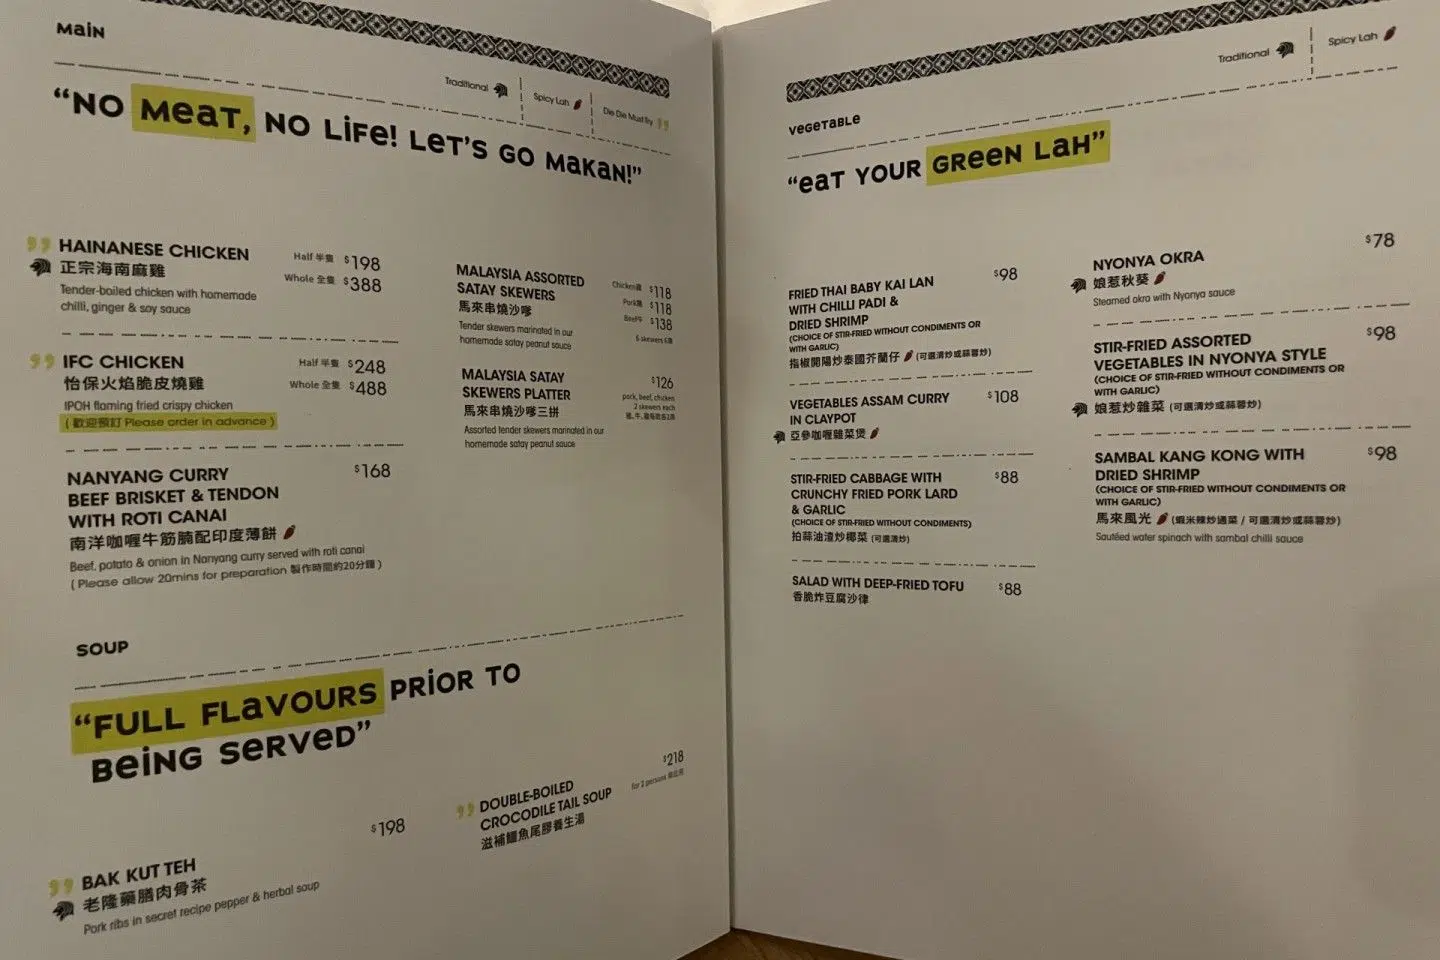 MAIN
Traditional
Spicy Lah
Die Die Must Try
"NO MEAT, NO LIFE! LET'S GO MAKAN!"
HAINANESE CHICKEN
正宗海南麻雞
Tender-boiled chicken with homemade
chilli, ginger & soy sauce
Half 半隻 $198
Whole 全隻 $388
IFC CHICKEN
怡保火焰脆皮燒雞
IPOH flaming fried crispy chicken
( 歡迎預訂 Please order in advance )
Half 半隻 $248
Whole 全隻 $488
NANYANG CURRY
BEEF BRISKET & TENDON
WITH ROTI CANAI
南洋咖喱牛筋腩配印度薄餅
Beef, potato & onion in Nanyang curry served with roti canai
( Please allow 20mins for preparation 製作時間約20分鐘 )
$168
MALAYSIA ASSORTED
SATAY SKEWERS
馬來串燒沙嗲
Tender skewers marinated in our
homemade satay peanut sauce
Chicken雞 $118
Pork豬 $118
Beef牛 $138
6 skewers 6串
MALAYSIA SATAY
SKEWERS PLATTER
馬來串燒沙嗲三拼
Assorted tender skewers marinated in our
homemade satay peanut sauce
$126
pork, beef, chicken
2 skewers each
SOUP
"FULL FLAVOURS PRIOR TO
BEING SERVED"
BAK KUT TEH
老隆藥膳肉骨茶
Pork ribs in secret recipe pepper & herbal soup
$198
DOUBLE-BOILED
CROCODILE TAIL SOUP
滋補鱷魚尾膠養生湯
$218
for 2 persons
Traditional
Spicy Lah
VEGETABLE
"EAT YOUR GREEN LAH"
FRIED THAI BABY KAI LAN
WITH CHILLI PADI &
DRIED SHRIMP
(CHOICE OF STIR-FRIED WITHOUT CONDIMENTS OR
WITH GARLIC)
指椒開陽炒泰國芥蘭仔 (可選清炒或蒜蓉炒)
$98
VEGETABLES ASSAM CURRY
IN CLAYPOT
亞參咖喱雜菜煲
$108
STIR-FRIED CABBAGE WITH
CRUNCHY FRIED PORK LARD
& GARLIC
(CHOICE OF STIR-FRIED WITHOUT CONDIMENTS)
拍蒜油渣炒椰菜 (可選清炒)
$88
SALAD WITH DEEP-FRIED TOFU
香脆炸豆腐沙律
$88
NYONYA OKRA
娘惹秋葵
Steamed okra with Nyonya sauce
$78
STIR-FRIED ASSORTED
VEGETABLES IN NYONYA STYLE
(CHOICE OF STIR-FRIED WITHOUT CONDIMENTS OR
WITH GARLIC)
娘惹炒雜菜 (可選清炒或蒜蓉炒)
$98
SAMBAL KANG KONG WITH
DRIED SHRIMP
(CHOICE OF STIR-FRIED WITHOUT CONDIMENTS OR
WITH GARLIC)
馬來風光 (蝦米辣炒通菜 / 可選清炒或蒜蓉炒)
Sautéed water spinach with sambal chilli sauce
$98